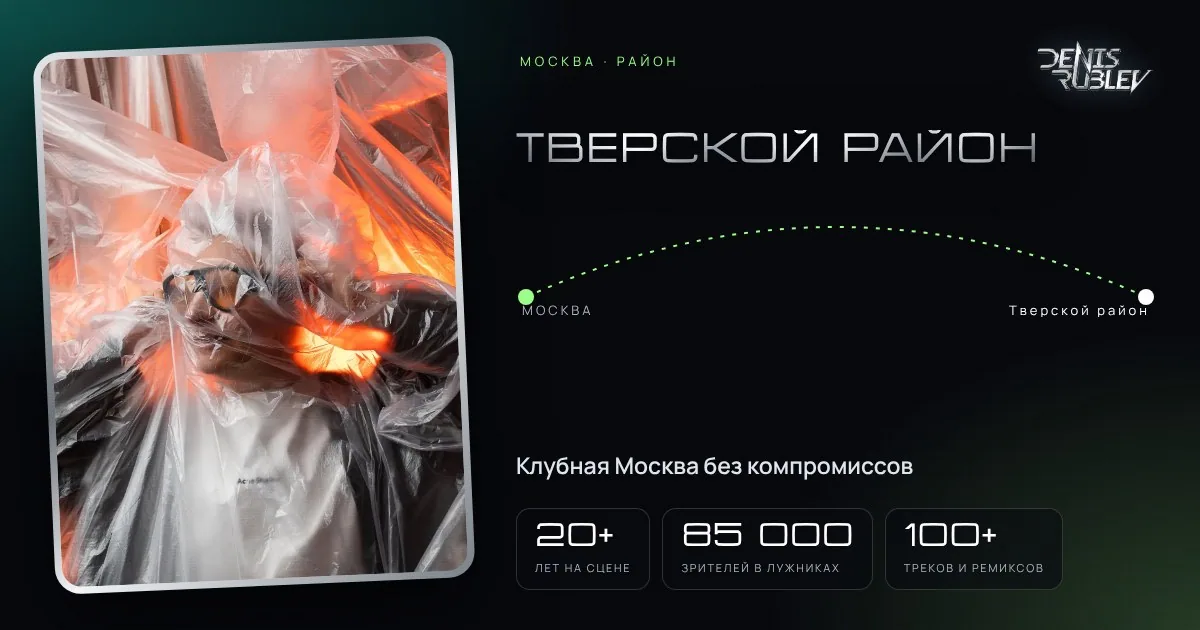 МОСКВА · РАЙОН
DENIS
RUBLEV
ТВЕРСКОЙ РАЙОН
МОСКВА
Тверской район
Клубная Москва без компромиссов
20+
ЛЕТ НА СЦЕНЕ
85 000
ЗРИТЕЛЕЙ В ЛУЖНИКАХ
100+
ТРЕКОВ И РЕМИКСОВ